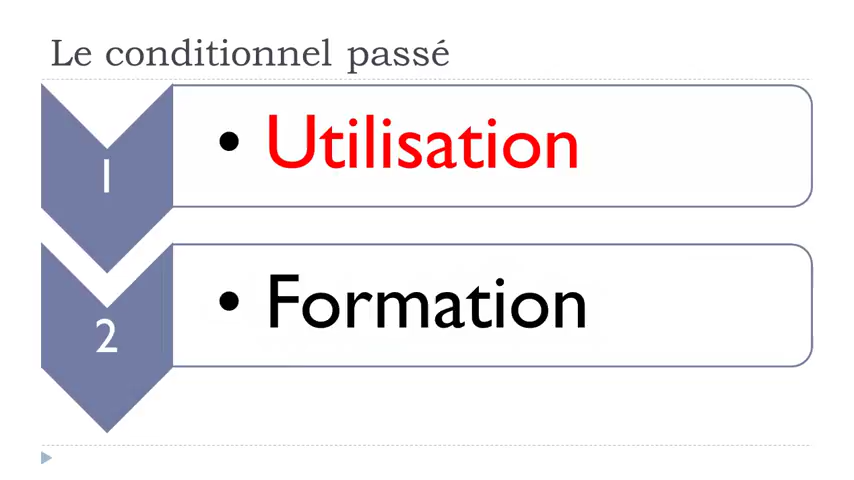 Le conditionnel passé
1
• Utilisation
2
• Formation